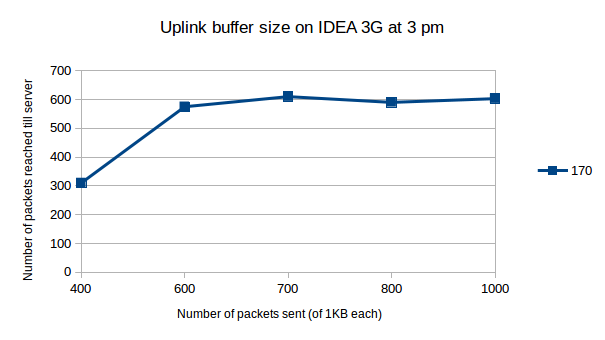 Uplink buffer size on IDEA 3G at 3 pm
Number of packets reached till server
700
600
500
400
300
200
100
0
400 600 700 800 1000
Number of packets sent (of 1KB each)
170